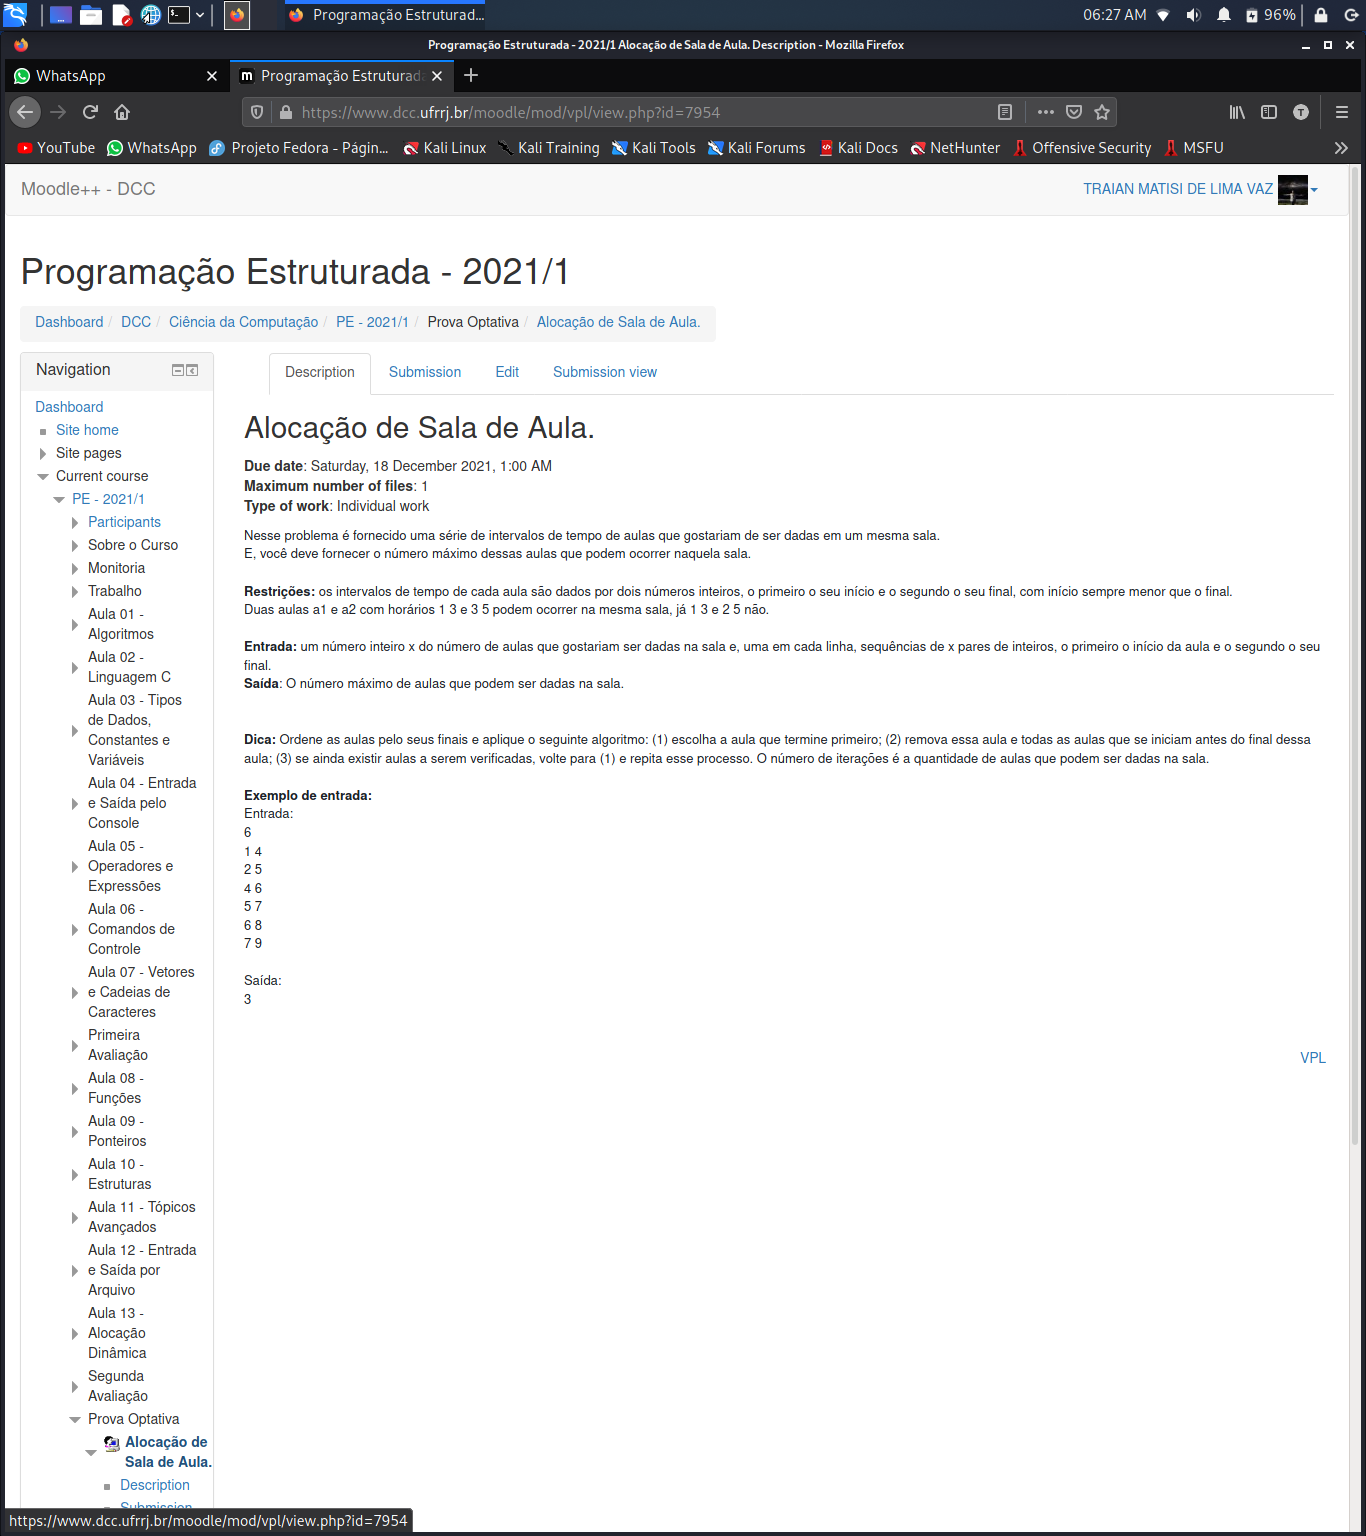 Programação Estruturad...
06:27 AM
96%
Programação Estruturada - 2021/1 Alocação de Sala de Aula. Description - Mozilla Firefox
WhatsApp
Programação Estruturada
https://www.dcc.ufrrj.br/moodle/mod/vpl/view.php?id=7954
T
YouTube WhatsApp Projeto Fedora - Págin... Kali Linux Kali Training Kali Tools Kali Forums Kali Docs NetHunter Offensive Security MSFU
Moodle++ - DCC
TRAIAN MATISI DE LIMA VAZ
Programação Estruturada - 2021/1
Dashboard / DCC / Ciência da Computação / PE - 2021/1 / Prova Optativa / Alocação de Sala de Aula.
Navigation
Dashboard
Site home
Site pages
Current course
PE - 2021/1
Participants
Sobre o Curso
Monitoria
Trabalho
Aula 01 -
Algoritmos
Aula 02 -
Linguagem C
Aula 03 - Tipos
de Dados,
Constantes e
Variáveis
Aula 04 - Entrada
e Saída pelo
Console
Aula 05 -
Operadores e
Expressões
Aula 06 -
Comandos de
Controle
Aula 07 - Vetores
e Cadeias de
Caracteres
Primeira
Avaliação
Aula 08 -
Funções
Aula 09 -
Ponteiros
Aula 10 -
Estruturas
Aula 11 - Tópicos
Avançados
Aula 12 - Entrada
e Saída por
Arquivo
Aula 13 -
Alocação
Dinâmica
Segunda
Avaliação
Prova Optativa
Alocação de
Sala de Aula.
Description
Submission
Description Submission Edit Submission view
Alocação de Sala de Aula.
Due date: Saturday, 18 December 2021, 1:00 AM
Maximum number of files: 1
Type of work: Individual work
Nesse problema é fornecido uma série de intervalos de tempo de aulas que gostariam de ser dadas em um mesma sala.
E, você deve fornecer o número máximo dessas aulas que podem ocorrer naquela sala.
Restrições: os intervalos de tempo de cada aula são dados por dois números inteiros, o primeiro o seu início e o segundo o seu final, com início sempre menor que o final.
Duas aulas a1 e a2 com horários 1 3 e 3 5 podem ocorrer na mesma sala, já 1 3 e 2 5 não.
Entrada: um número inteiro x do número de aulas que gostariam ser dadas na sala e, uma em cada linha, sequências de x pares de inteiros, o primeiro o início da aula e o segundo o seu
final.
Saída: O número máximo de aulas que podem ser dadas na sala.
Dica: Ordene as aulas pelo seus finais e aplique o seguinte algoritmo: (1) escolha a aula que termine primeiro; (2) remova essa aula e todas as aulas que se iniciam antes do final dessa
aula; (3) se ainda existir aulas a serem verificadas, volte para (1) e repita esse processo. O número de iterações é a quantidade de aulas que podem ser dadas na sala.
Exemplo de entrada:
Entrada:
6
1 4
2 5
4 6
5 7
6 8
7 9
Saída:
3
VPL
https://www.dcc.ufrrj.br/moodle/mod/vpl/view.php?id=7954